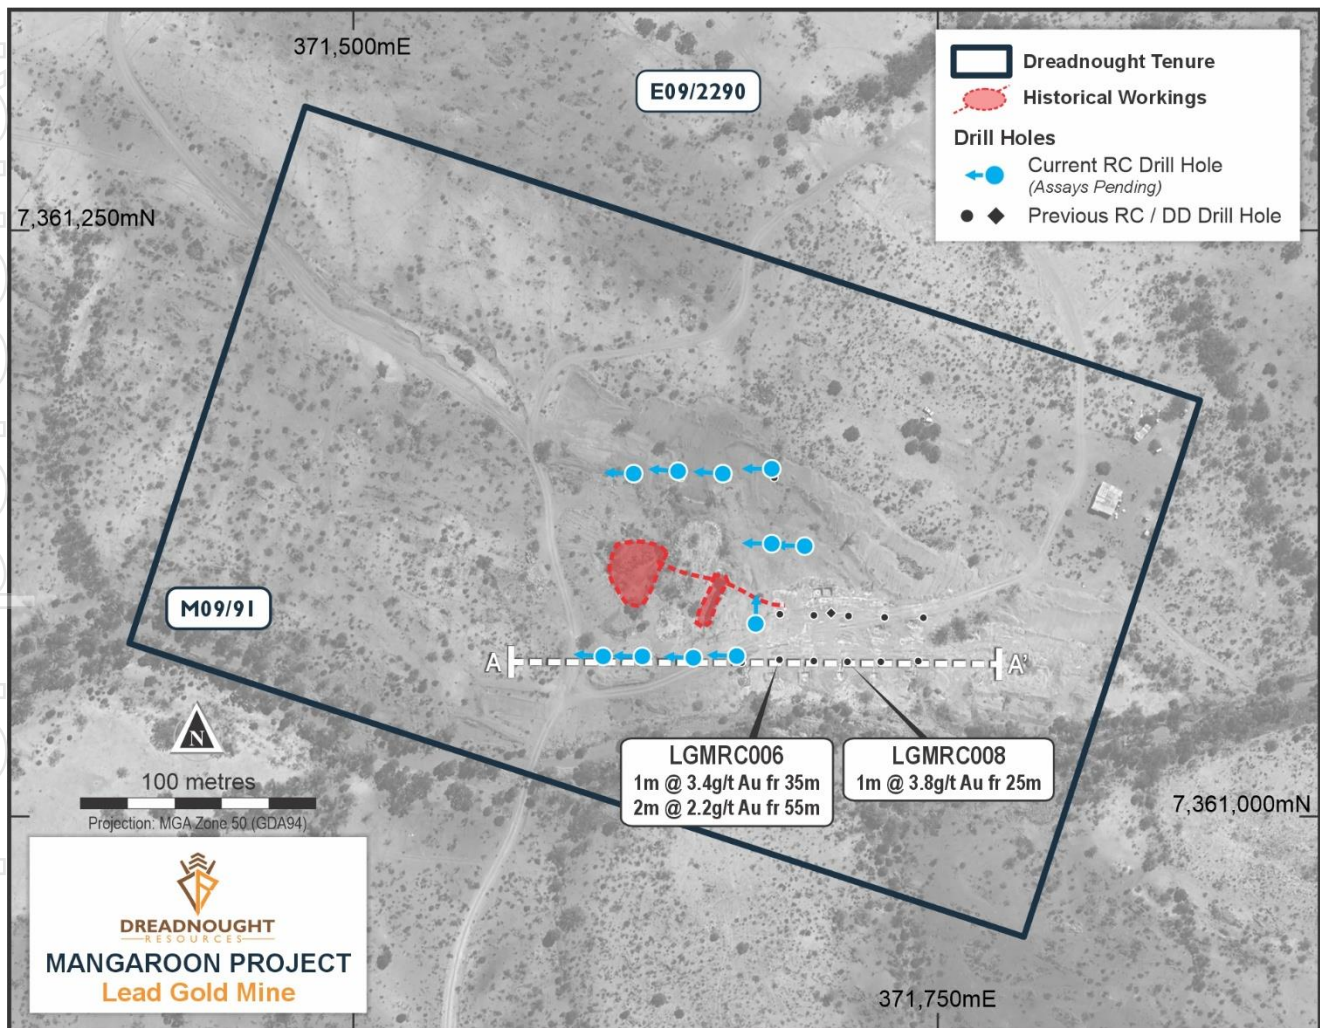 371,500mE
E09/2290
Dreadnought Tenure
Historical Workings
Drill Holes
Current RC Drill Hole
(Assays Pending)
Previous RC / DD Drill Hole
7,361,250mN
M09/91
A
A'
N
100 metres
Projection: MGA Zone 50 (GDA94)
LGMRC006
1m @ 3.4g/t Au fr 35m
2m @ 2.2g/t Au fr 55m
LGMRC008
1m @ 3.8g/t Au fr 25m
7,361,000mN
DREADNOUGHT
RESOURCES
MANGAROON PROJECT
Lead Gold Mine
371,750mE